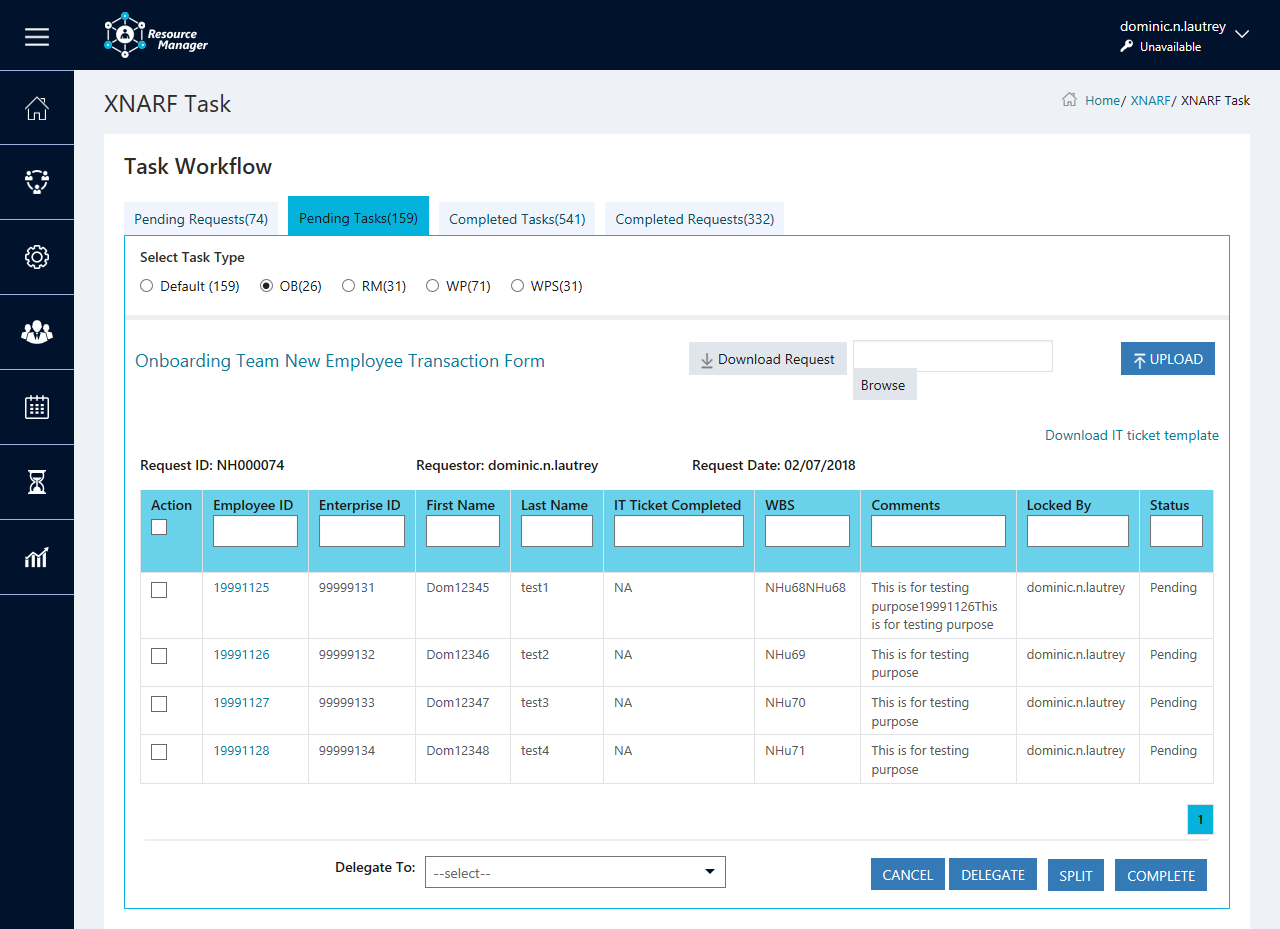 Resource
Manager
dominic.n.lautrey
Unavailable
XNARF Task
Home/ XNARF/ XNARF Task
Task Workflow
Pending Requests(74) Pending Tasks(159) Completed Tasks(541) Completed Requests(332)
Select Task Type
Default (159) OB(26) RM(31) WP(71) WPS(31)
Onboarding Team New Employee Transaction Form Download Request UPLOAD
Browse
Download IT ticket template
Request ID: NH000074 Requestor: dominic.n.lautrey Request Date: 02/07/2018
Action Employee ID Enterprise ID First Name Last Name IT Ticket Completed WBS Comments Locked By Status
19991125 99999131 Dom12345 test1 NA NHu68NHu68 This is for testing dominic.n.lautrey Pending
purpose19991126This
is for testing purpose
19991126 99999132 Dom12346 test2 NA NHu69 This is for testing dominic.n.lautrey Pending
purpose
19991127 99999133 Dom12347 test3 NA NHu70 This is for testing dominic.n.lautrey Pending
purpose
19991128 99999134 Dom12348 test4 NA NHu71 This is for testing dominic.n.lautrey Pending
purpose
1
Delegate To: --select-- CANCEL DELEGATE SPLIT COMPLETE